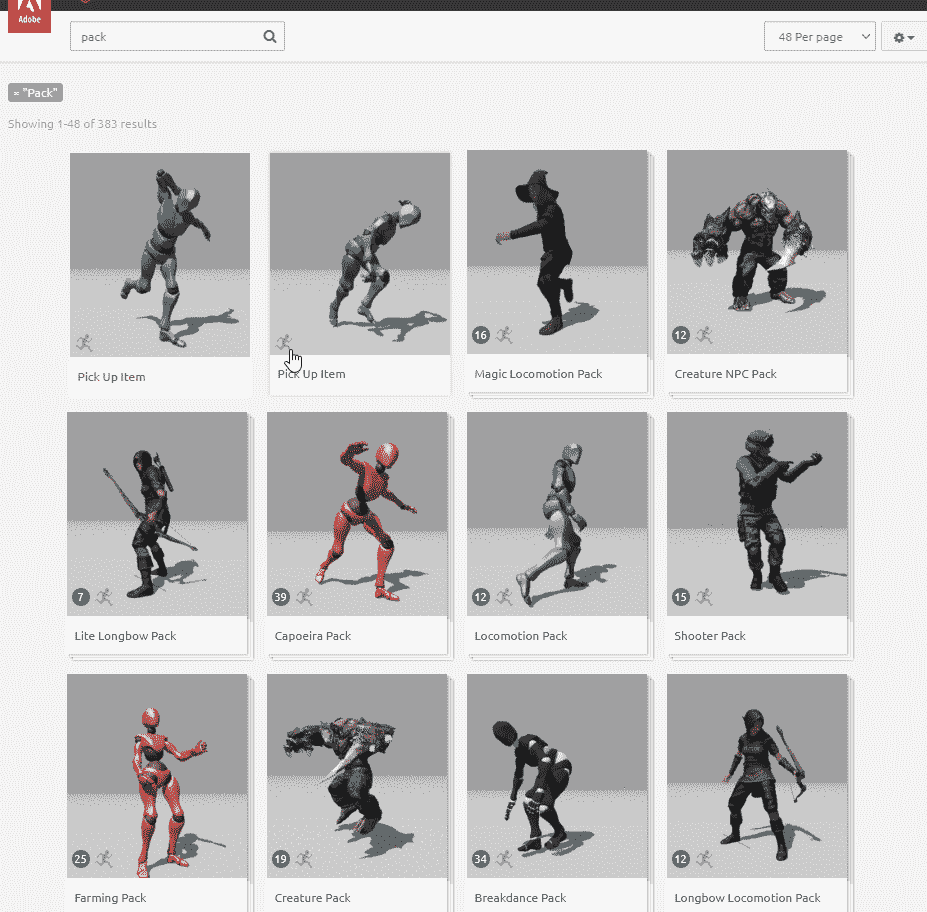 Adobe
pack
48 Per page
× "Pack"
Showing 1-48 of 383 results
Pick Up Item
Pick Up Item
16
Magic Locomotion Pack
12
Creature NPC Pack
7
Lite Longbow Pack
39
Capoeira Pack
12
Locomotion Pack
15
Shooter Pack
25
Farming Pack
19
Creature Pack
34
Breakdance Pack
12
Longbow Locomotion Pack